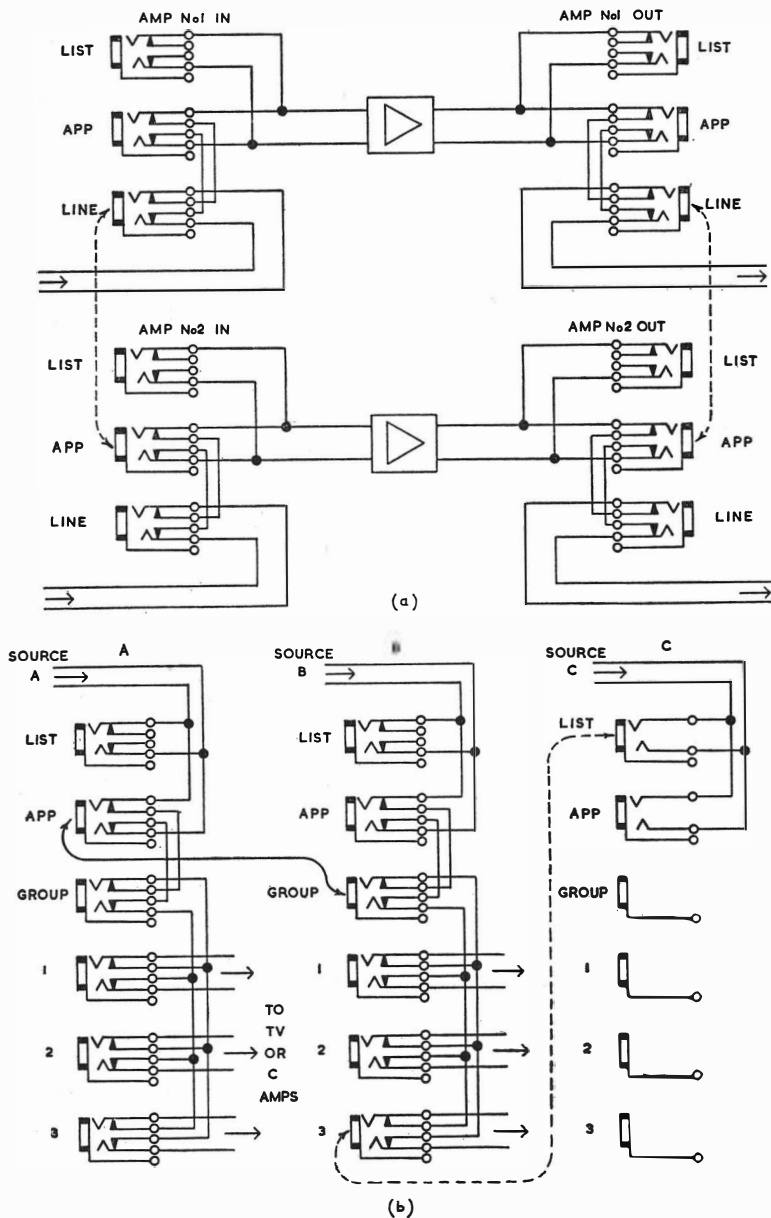 AMP No1 IN
AMP No1 OUT
LIST
LIST
APP
APP
LINE
LINE
AMP No2 IN
AMP No2 OUT
LIST
LIST
APP
APP
LINE
LINE
(a)
SOURCE A
A
SOURCE B
B
SOURCE C
C
LIST
LIST
LIST
APP
APP
APP
GROUP
GROUP
GROUP
1
1
1
2
2
2
3
3
3
TO
TV
OR
C
AMPS
(b)